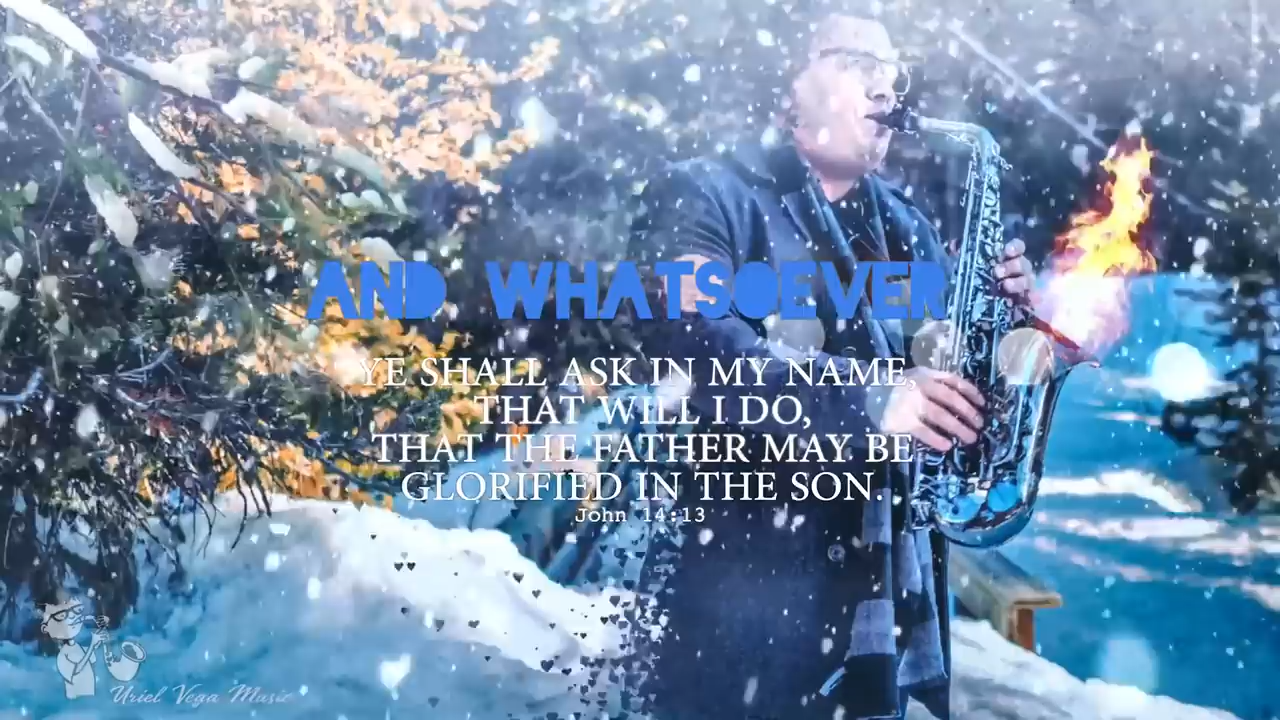 AND WHATSOEVER
YE SHALL ASK IN MY NAME,
THAT WILL I DO,
THAT THE FATHER MAY BE
GLORIFIED IN THE SON.
John 14:13
Uriel Vega Music